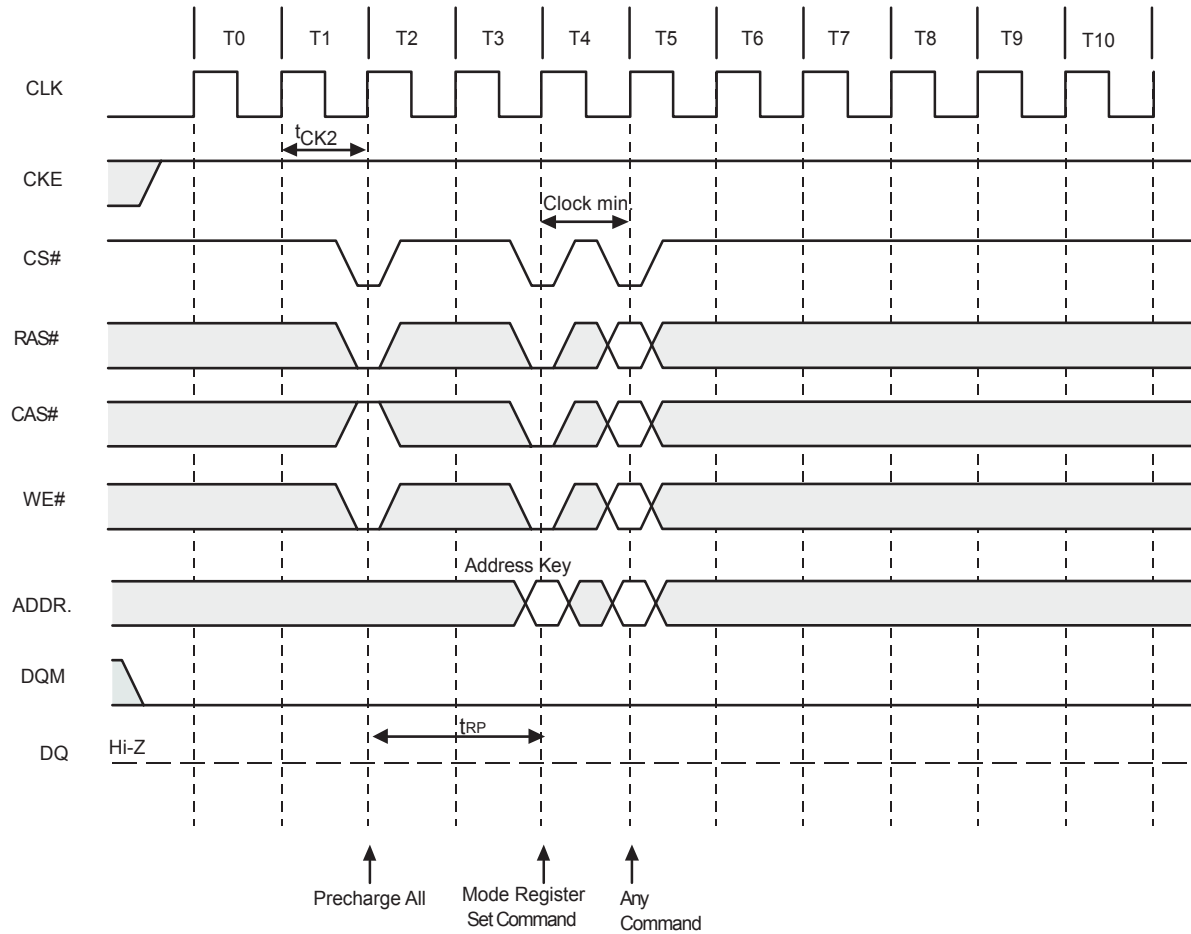 T0 T1 T2 T3 T4 T5 T6 T7 T8 T9 T10
CLK
tCK2
CKE
Clock min.
CS#
RAS#
CAS#
WE#
Address Key
ADDR.
DQM
tRP
DQ Hi-Z
Precharge All
Mode Register
Set Command
Any
Command